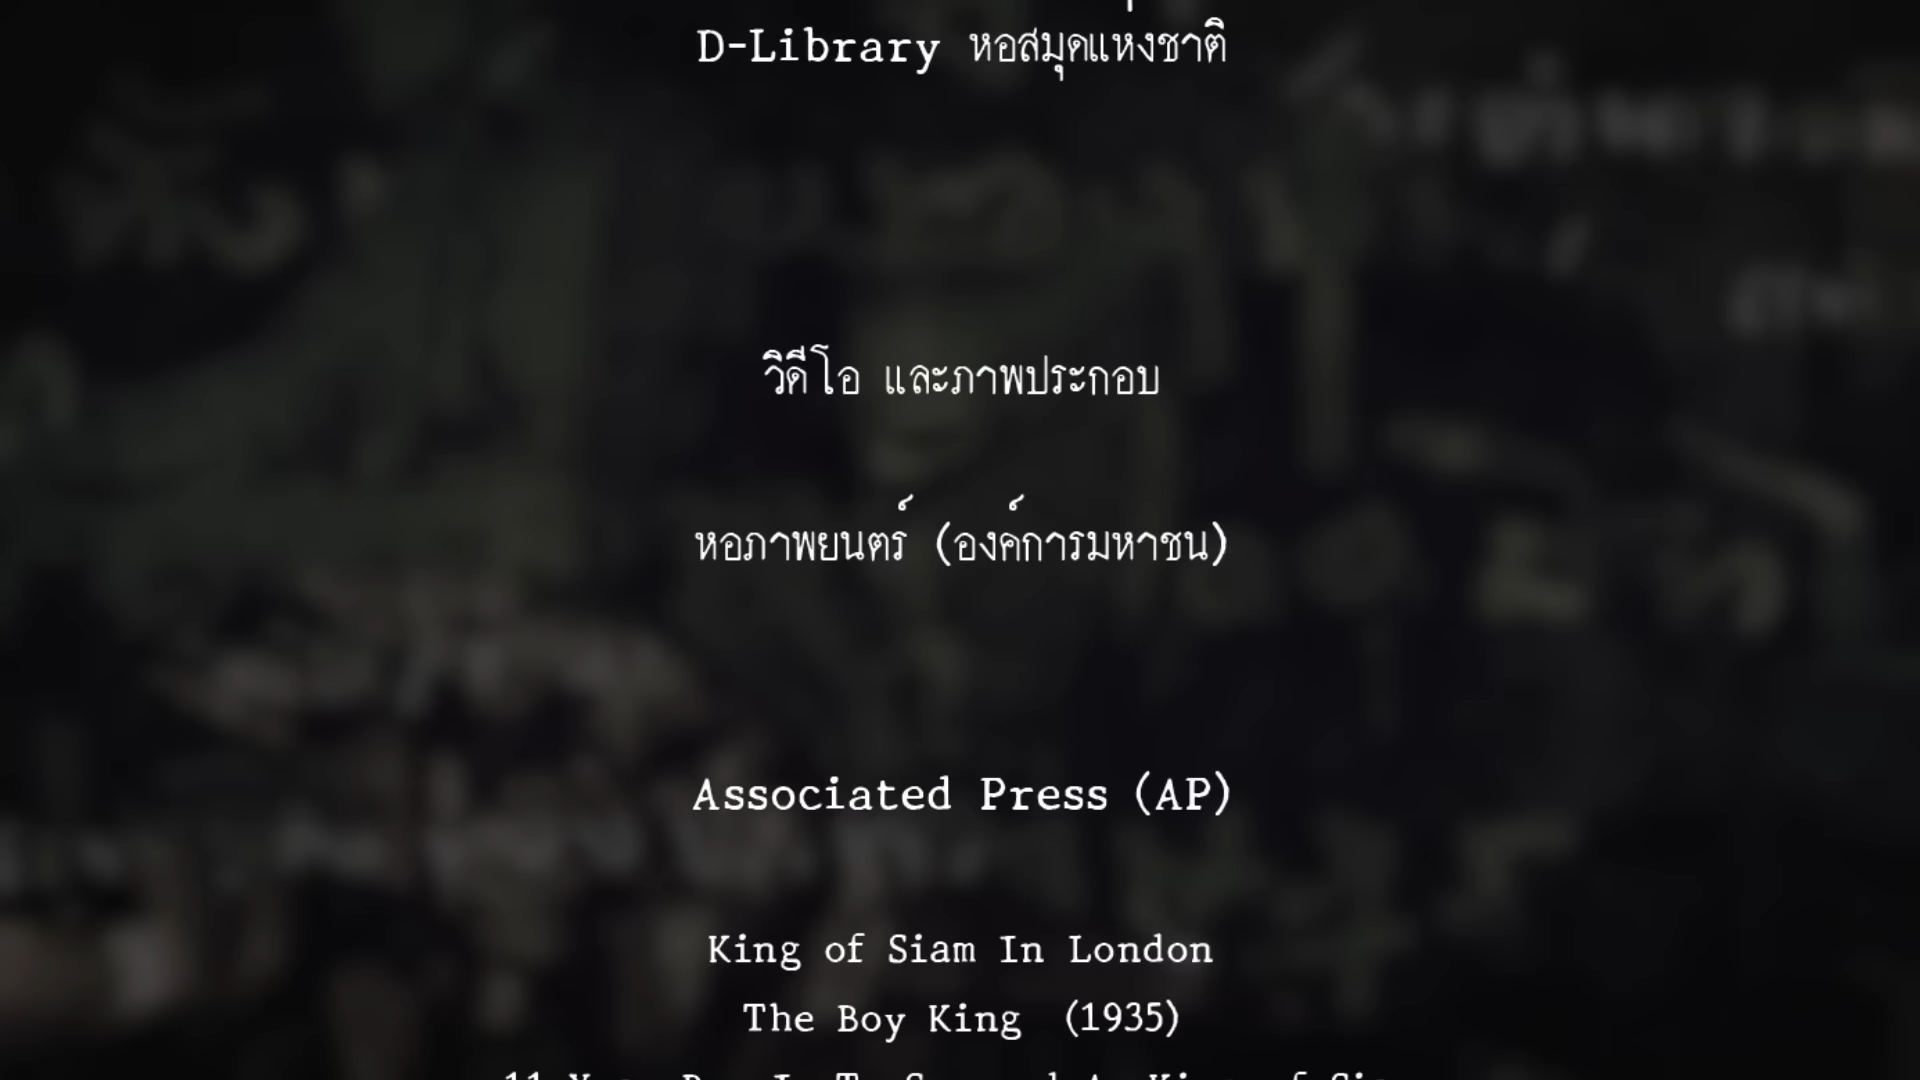 D-Library หอสมุดแห่งชาติ
วิดีโอ และภาพประกอบ
หอภาพยนตร์ (องค์การมหาชน)
Associated Press (AP)
King of Siam In London
The Boy King (1935)